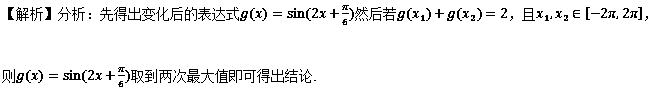 【解析】分析：先得出变化后的表达式g(x)=sin(2x+π/6)然后若g(x₁)+g(x₂)=2，且x₁,x₂∈[−2π,2π]，
则g(x)=sin(2x+π/6)取到两次最大值即可得出结论.